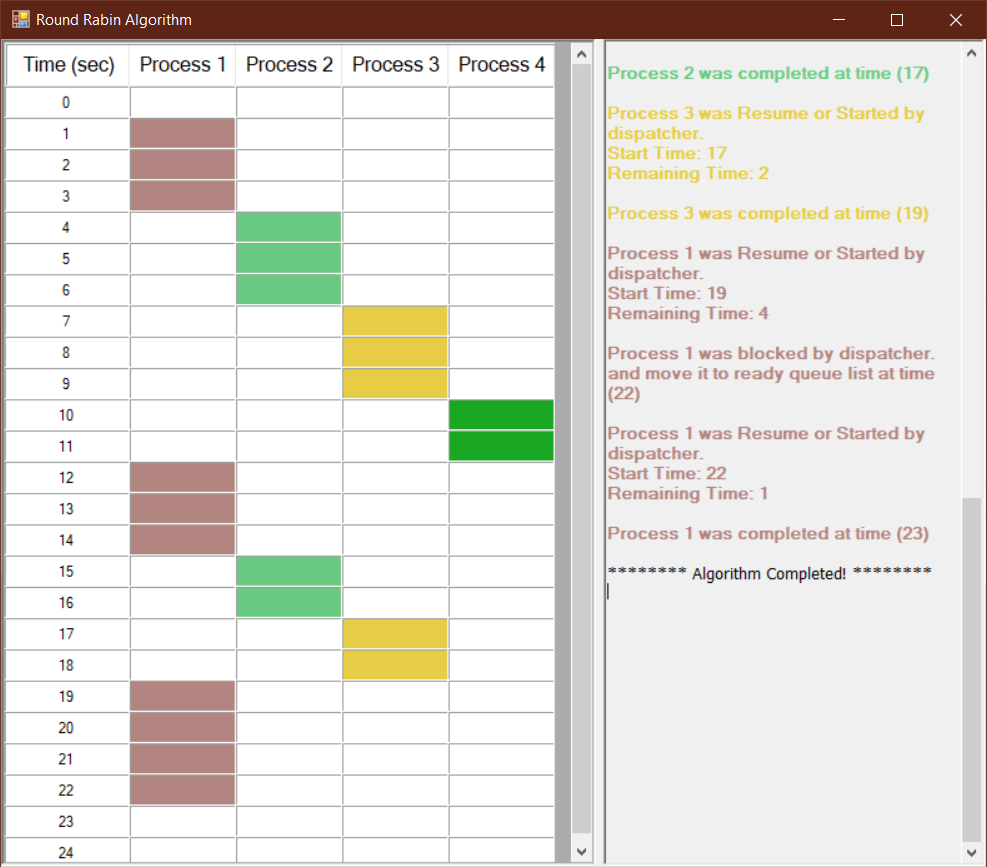 Round Rabin Algorithm
Time (sec) Process 1 Process 2 Process 3 Process 4
0
1
2
3
4
5
6
7
8
9
10
11
12
13
14
15
16
17
18
19
20
21
22
23
24
Process 2 was completed at time (17)
Process 3 was Resume or Started by
dispatcher.
Start Time: 17
Remaining Time: 2
Process 3 was completed at time (19)
Process 1 was Resume or Started by
dispatcher.
Start Time: 19
Remaining Time: 4
Process 1 was blocked by dispatcher.
and move it to ready queue list at time
(22)
Process 1 was Resume or Started by
dispatcher.
Start Time: 22
Remaining Time: 1
Process 1 was completed at time (23)
******** Algorithm Completed! ********